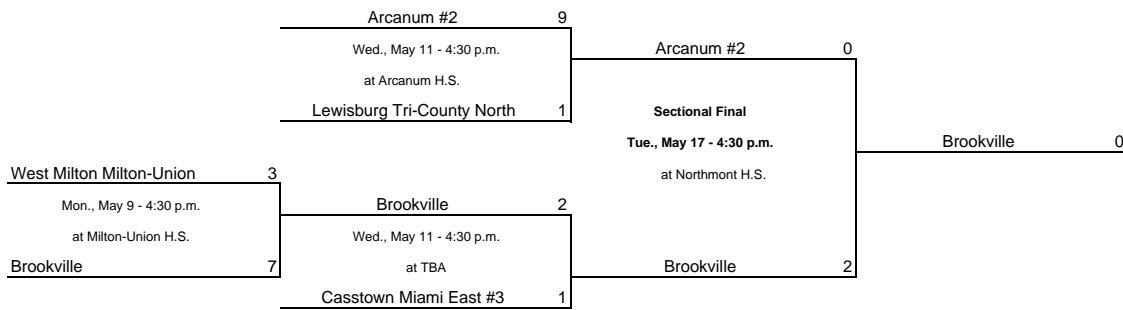 Arcanum #2 9
Wed., May 11 - 4:30 p.m.
at Arcanum H.S.
Lewisburg Tri-County North 1
Arcanum #2 0
Sectional Final
Tue., May 17 - 4:30 p.m.
at Northmont H.S.
Brookville 0
West Milton Milton-Union 3
Mon., May 9 - 4:30 p.m.
at Milton-Union H.S.
Brookville 7
Brookville 2
Wed., May 11 - 4:30 p.m.
at TBA
Casstown Miami East #3 1
Brookville 2